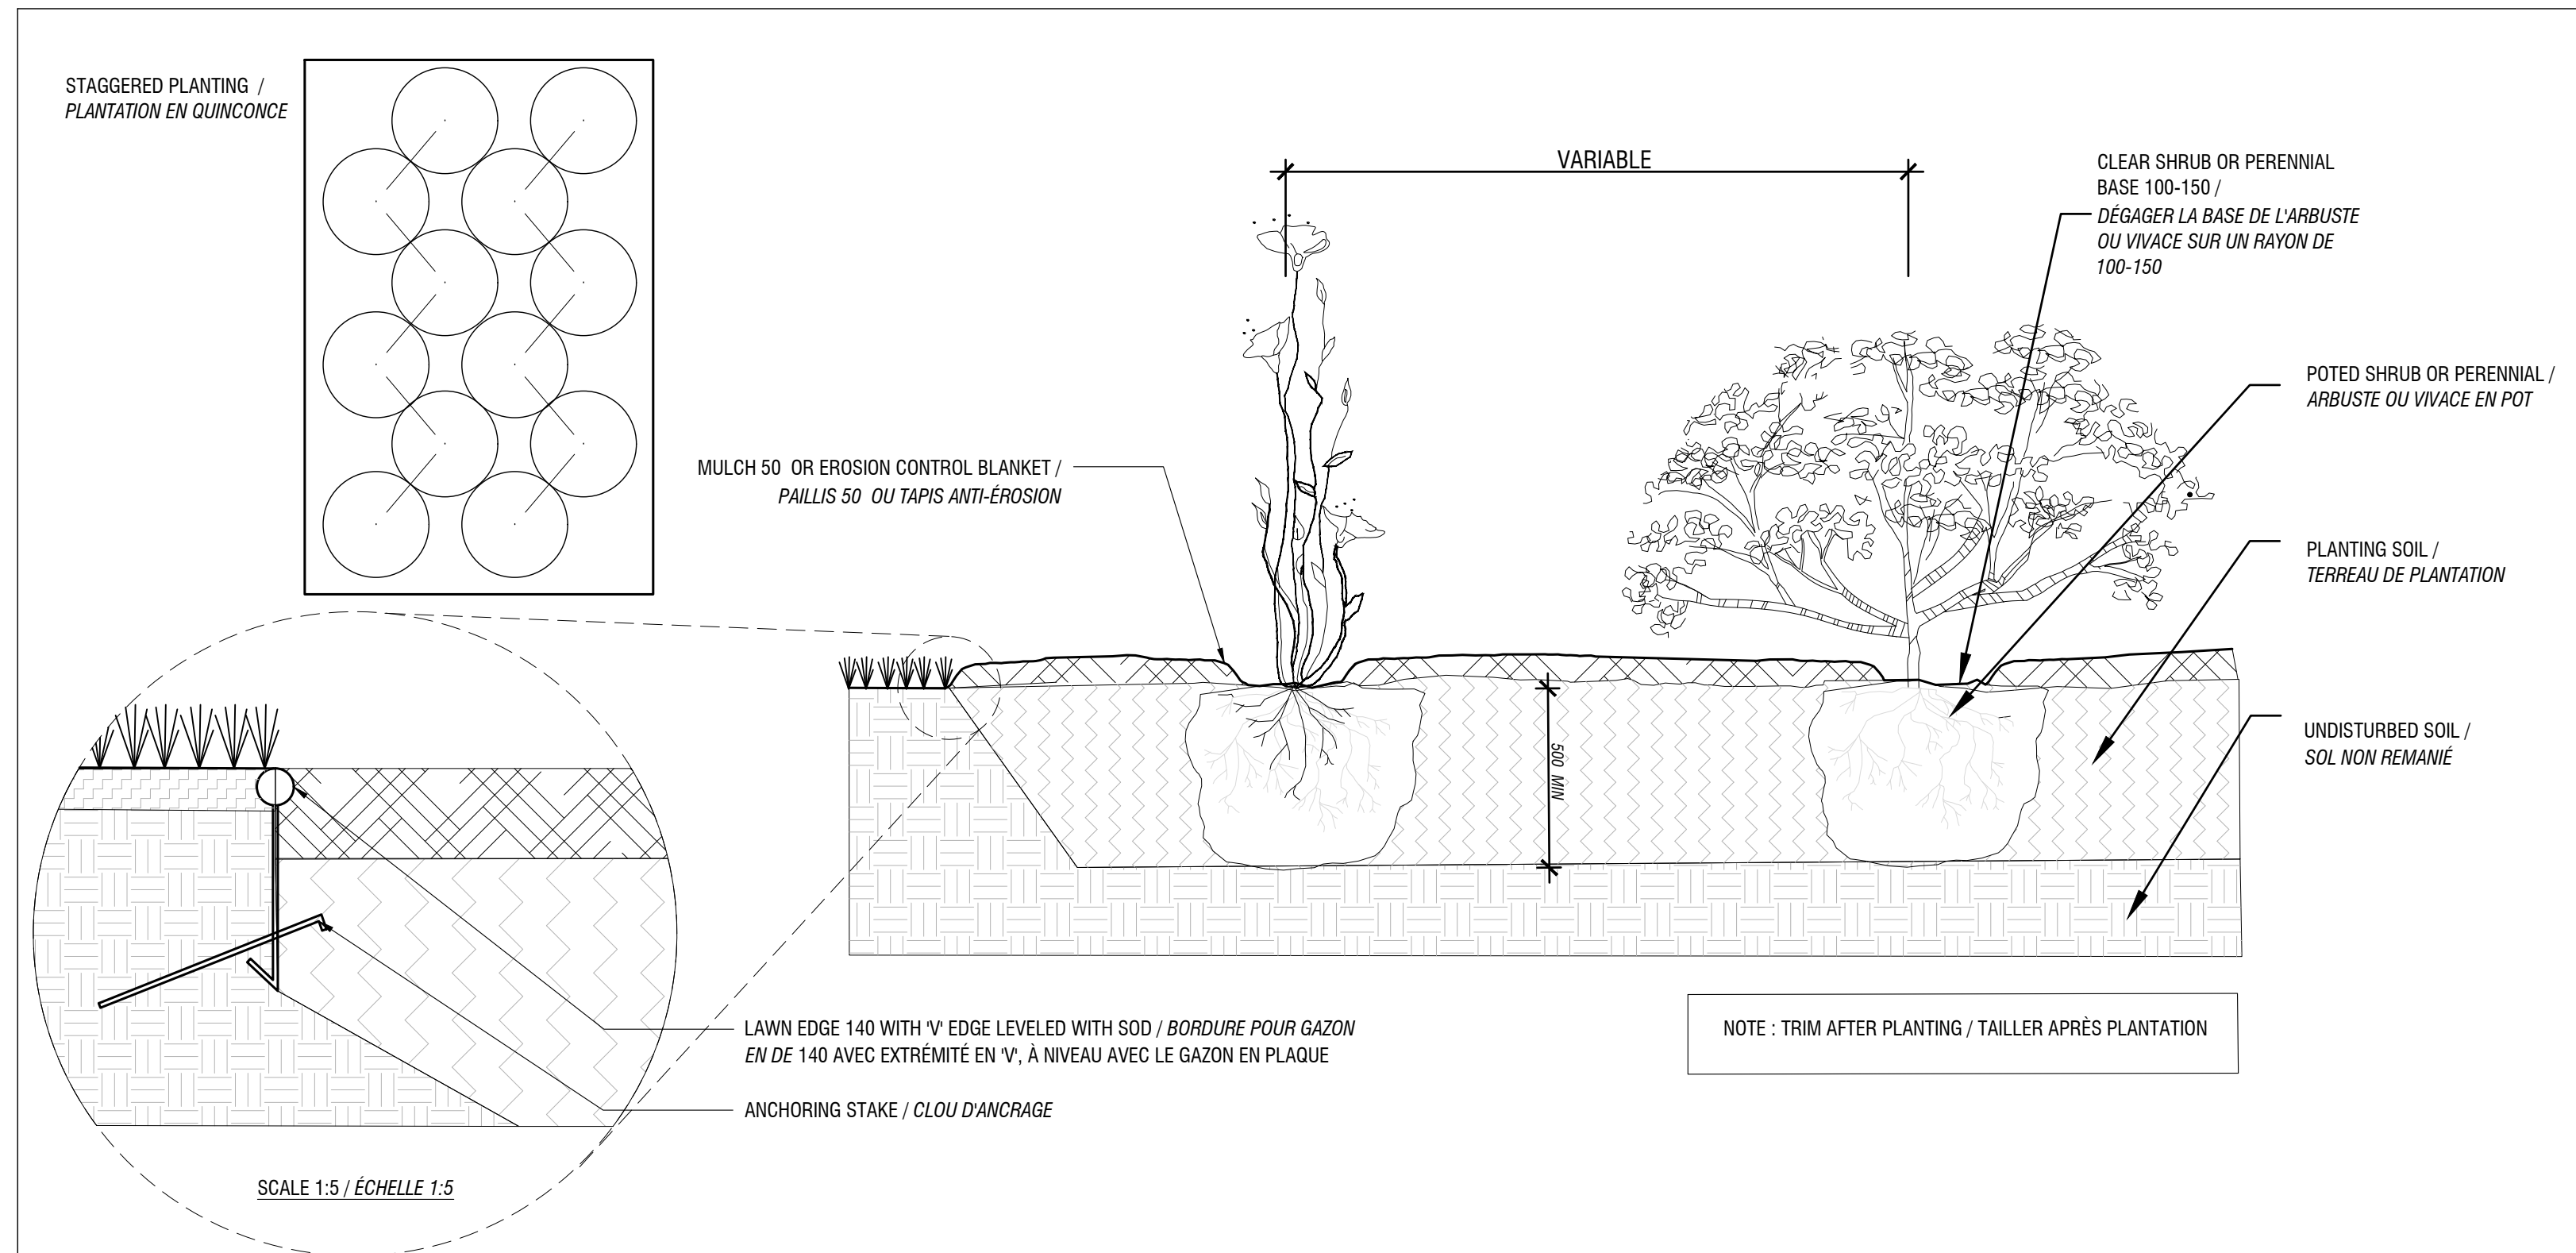 STAGGERED PLANTING /
PLANTATION EN QUINCONCE
VARIABLE
CLEAR SHRUB OR PERENNIAL
BASE 100-150 /
DÉGAGER LA BASE DE L'ARBUSTE
OU VIVACE SUR UN RAYON DE
100-150
POTED SHRUB OR PERENNIAL /
ARBUSTE OU VIVACE EN POT
MULCH 50 OR EROSION CONTROL BLANKET /
PAILLIS 50 OU TAPIS ANTI-ÉROSION
PLANTING SOIL /
TERREAU DE PLANTATION
UNDISTURBED SOIL /
SOL NON REMANIÉ
500 MIN
LAWN EDGE 140 WITH 'V' EDGE LEVELED WITH SOD / BORDURE POUR GAZON
EN DE 140 AVEC EXTRÉMITÉ EN 'V', À NIVEAU AVEC LE GAZON EN PLAQUE
NOTE : TRIM AFTER PLANTING / TAILLER APRÈS PLANTATION
ANCHORING STAKE / CLOU D'ANCRAGE
SCALE 1:5 / ÉCHELLE 1:5